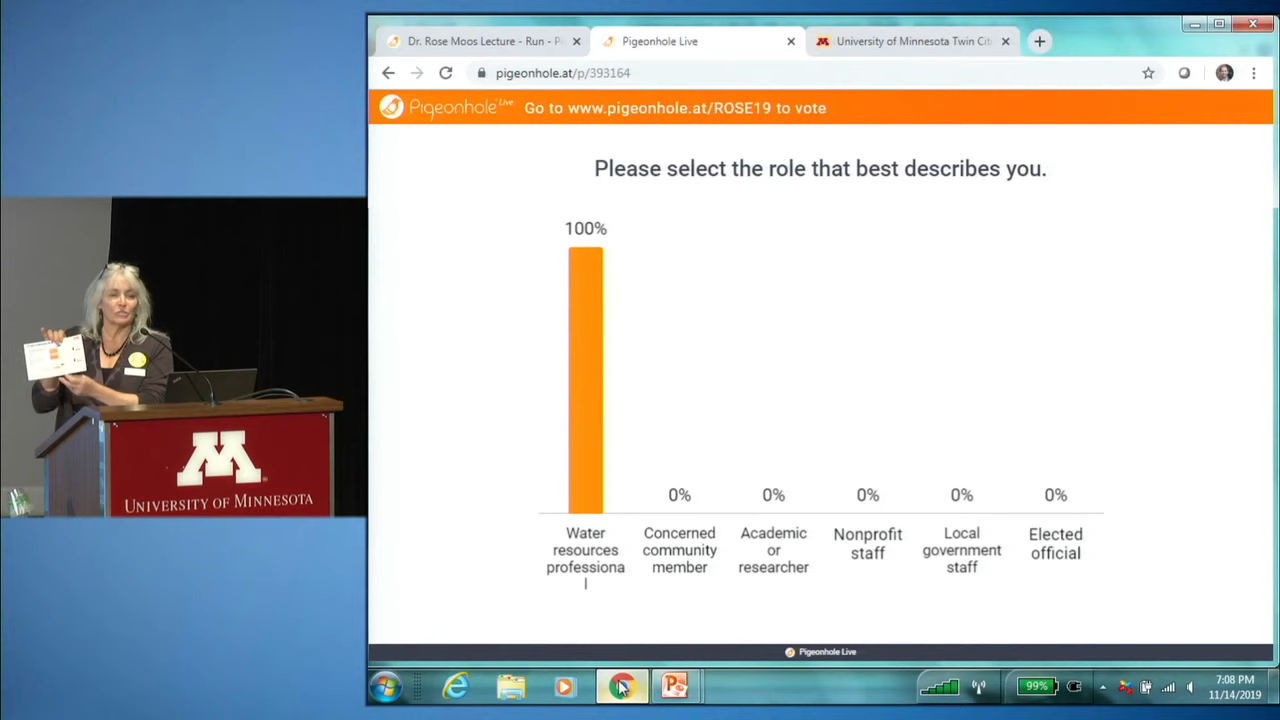 Dr. Rose Moos Lecture - Run - Pi
Pigeonhole Live
University of Minnesota Twin Cit
pigeonhole.at/p/393164
Pigeonhole Live Go to www.pigeonhole.at/ROSE19 to vote
Please select the role that best describes you.
100%
0% 0% 0% 0% 0%
Water
resources
professiona
l
Concerned
community
member
Academic
or
researcher
Nonprofit
staff
Local
government
staff
Elected
official
Pigeonhole Live
99%
7:08 PM
11/14/2019
M
UNIVERSITY OF MINNESOTA